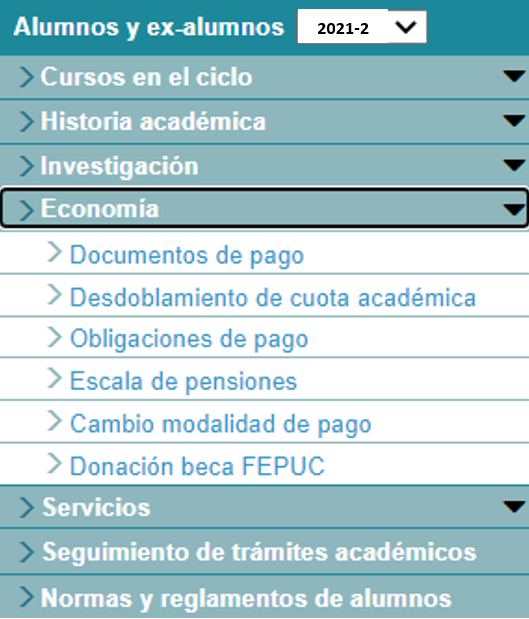 Alumnos y ex-alumnos 2021-2
Cursos en el ciclo
Historia académica
Investigación
Economía
Documentos de pago
Desdoblamiento de cuota académica
Obligaciones de pago
Escala de pensiones
Cambio modalidad de pago
Donación beca FEPUC
Servicios
Seguimiento de trámites académicos
Normas y reglamentos de alumnos